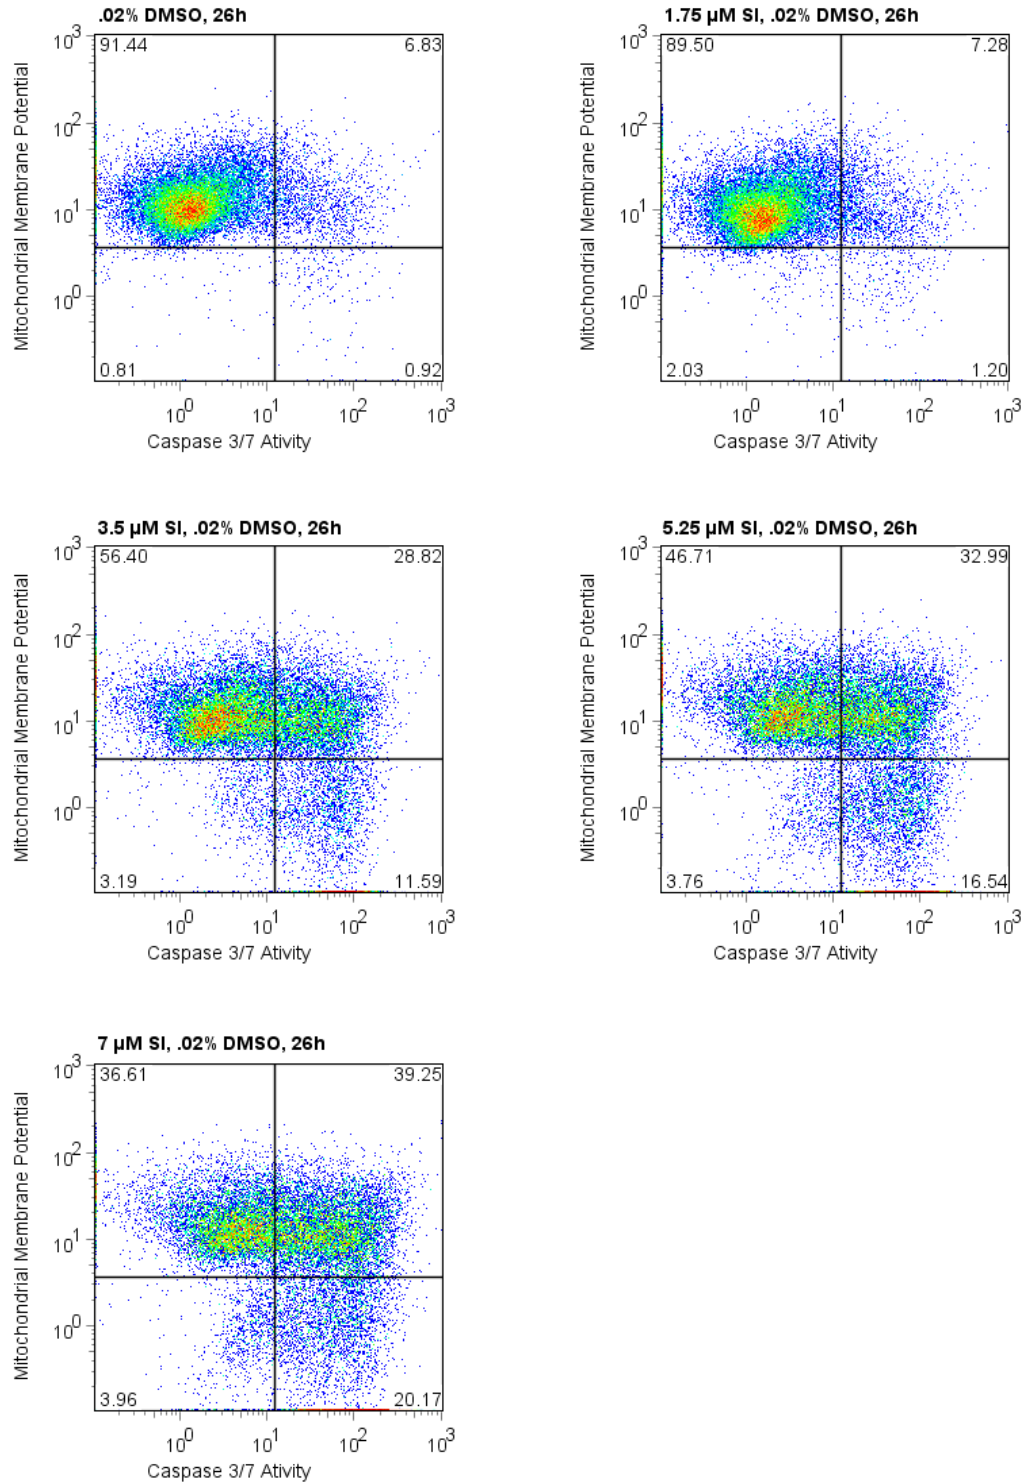 .02% DMSO, 26h
10^3
91.44
6.83
10^2
10^1
10^0
0.81
0.92
10^0 10^1 10^2 10^3
Mitochondrial Membrane Potential
Caspase 3/7 Ativity
1.75 µM SI, .02% DMSO, 26h
10^3
89.50
7.28
10^2
10^1
10^0
2.03
1.20
10^0 10^1 10^2 10^3
Mitochondrial Membrane Potential
Caspase 3/7 Ativity
3.5 µM SI, .02% DMSO, 26h
10^3
56.40
28.82
10^2
10^1
10^0
3.19
11.59
10^0 10^1 10^2 10^3
Mitochondrial Membrane Potential
Caspase 3/7 Ativity
5.25 µM SI, .02% DMSO, 26h
10^3
46.71
32.99
10^2
10^1
10^0
3.76
16.54
10^0 10^1 10^2 10^3
Mitochondrial Membrane Potential
Caspase 3/7 Ativity
7 µM SI, .02% DMSO, 26h
10^3
36.61
39.25
10^2
10^1
10^0
3.96
20.17
10^0 10^1 10^2 10^3
Mitochondrial Membrane Potential
Caspase 3/7 Ativity